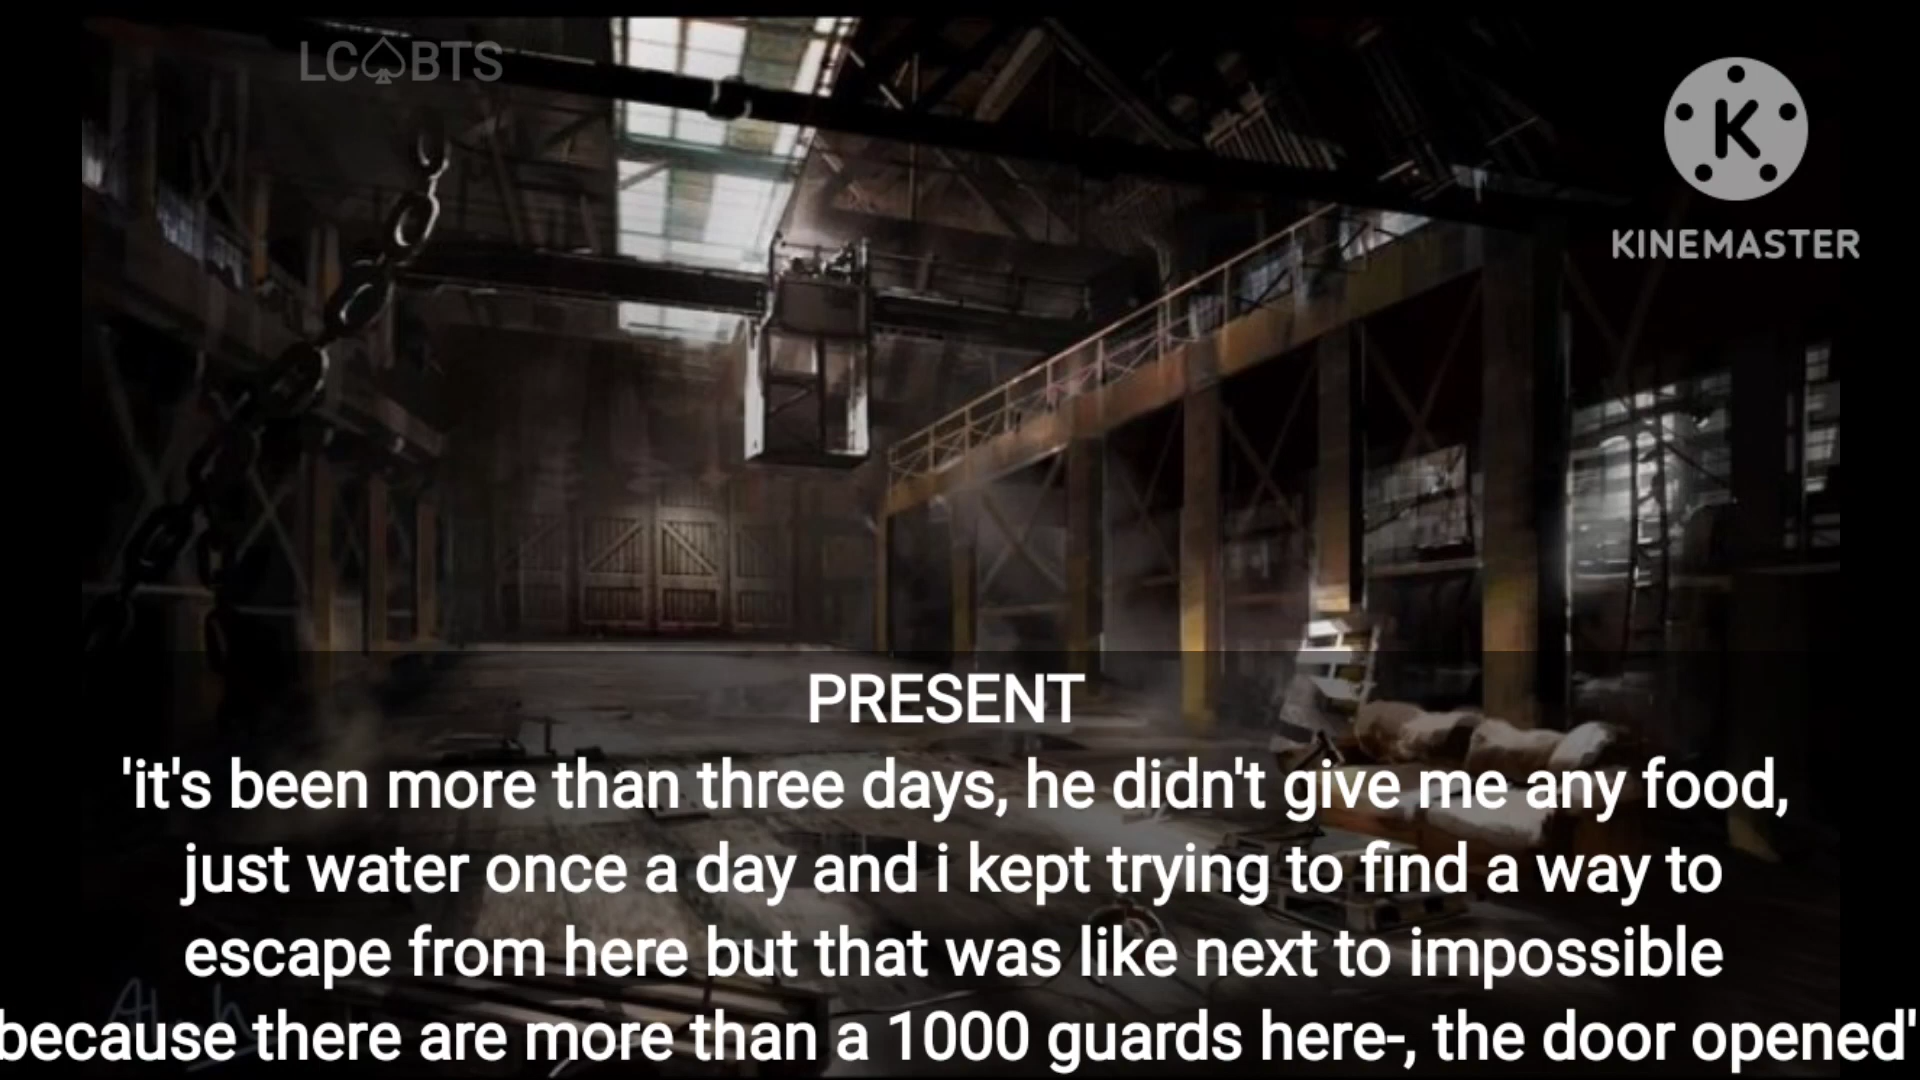 LC♤BTS
K
KINEMASTER
PRESENT
'it's been more than three days, he didn't give me any food,
just water once a day and i kept trying to find a way to
escape from here but that was like next to impossible
because there are more than a 1000 guards here-, the door opened'